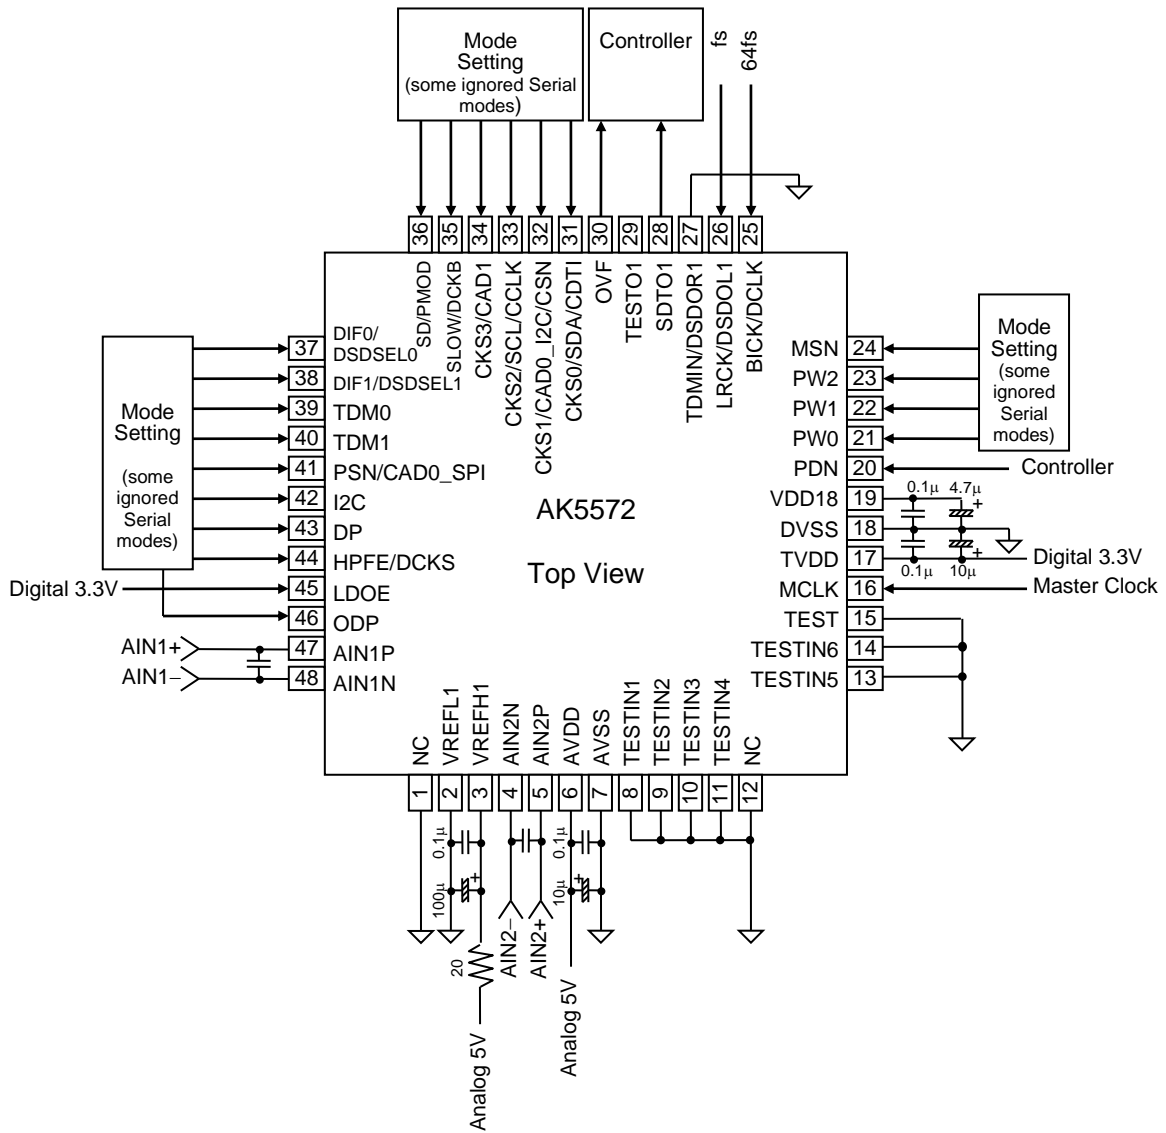 Mode
Setting
(some ignored Serial
modes)
Controller
fs
64fs
36
35
34
33
32
31
30
29
28
27
26
25
SD/PMOD
SLOW/DCKB
CKS3/CAD1
CKS2/SCL/CCLK
CKS1/CAD0_I2C/CSN
CKS0/SDA/CDTI
OVF
TESTO1
SDTO1
TDMIN/DSDOR1
LRCK/DSDOL1
BICK/DCLK
Mode
Setting
(some
ignored
Serial
modes)
37
DIF0/
DSDSEL0
38
DIF1/DSDSEL1
39
TDM0
40
TDM1
41
PSN/CAD0_SPI
42
I2C
43
DP
44
HPFE/DCKS
Digital 3.3V
45
LDOE
46
ODP
AIN1+
47
AIN1P
AIN1−
48
AIN1N
AK5572
Top View
Mode
Setting
(some
ignored
Serial
modes)
MSN
24
PW2
23
PW1
22
PW0
21
PDN
20
Controller
VDD18
19
0.1µ
4.7µ
+
DVSS
18
TVDD
17
0.1µ
10µ
+
Digital 3.3V
MCLK
16
Master Clock
TEST
15
TESTIN6
14
TESTIN5
13
NC
VREFL1
VREFH1
AIN2N
AIN2P
AVDD
AVSS
TESTIN1
TESTIN2
TESTIN3
TESTIN4
NC
1
2
3
4
5
6
7
8
9
10
11
12
0.1µ
100µ
+
0.1µ
10µ
+
20
AIN2−
AIN2+
Analog 5V
Analog 5V